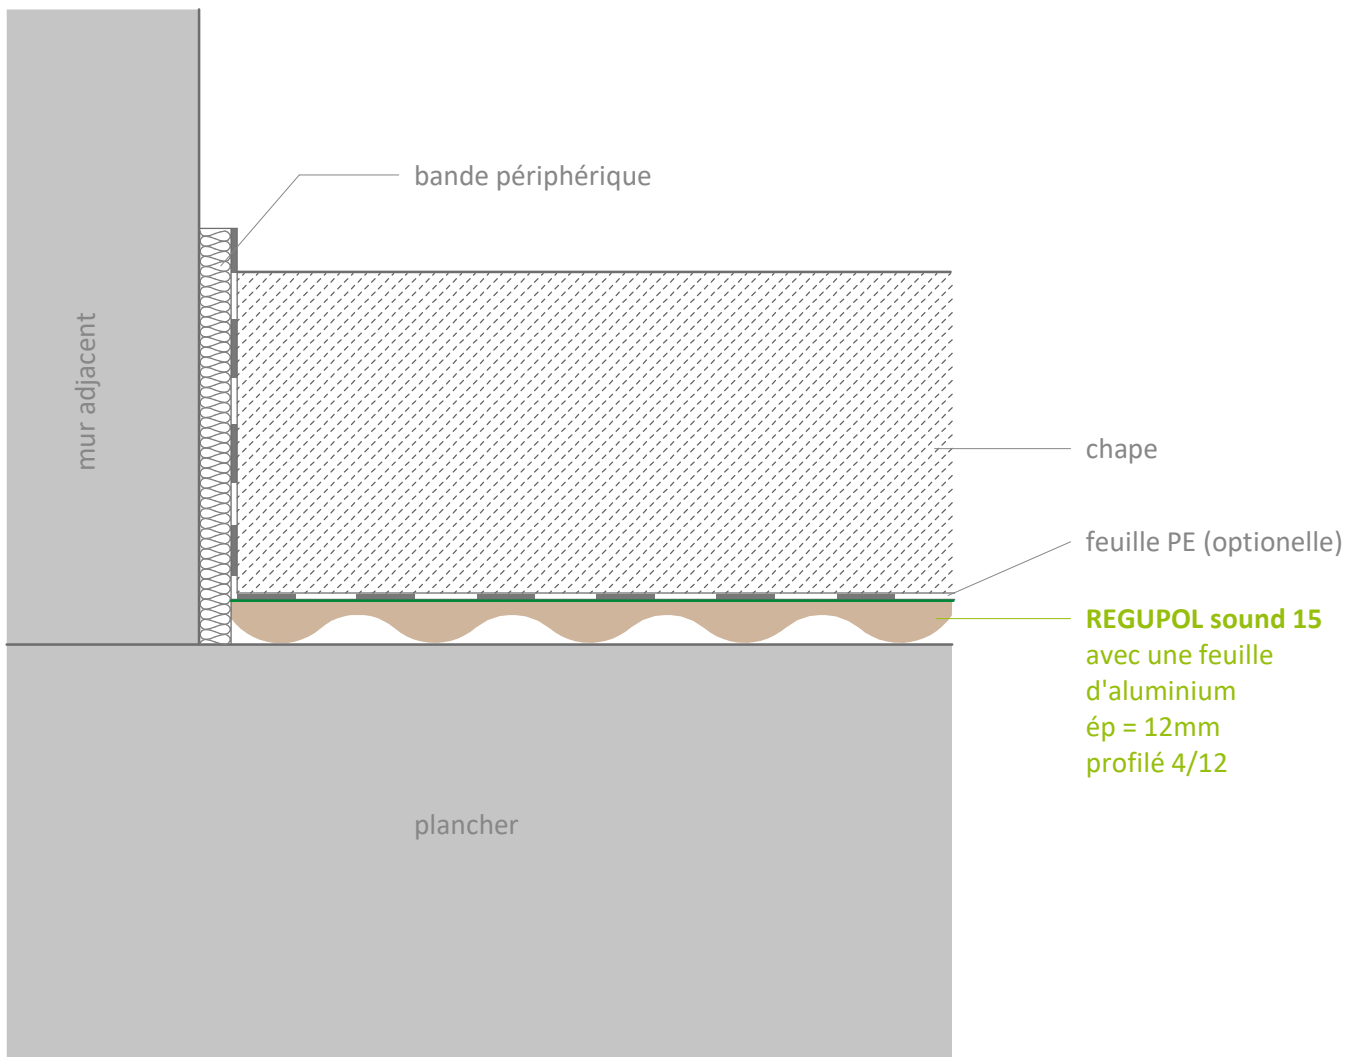 bande périphérique
mur adjacent
chape
feuille PE (optionelle)
REGUPOL sound 15
avec une feuille
d'aluminium
ép = 12mm
profilé 4/12
plancher